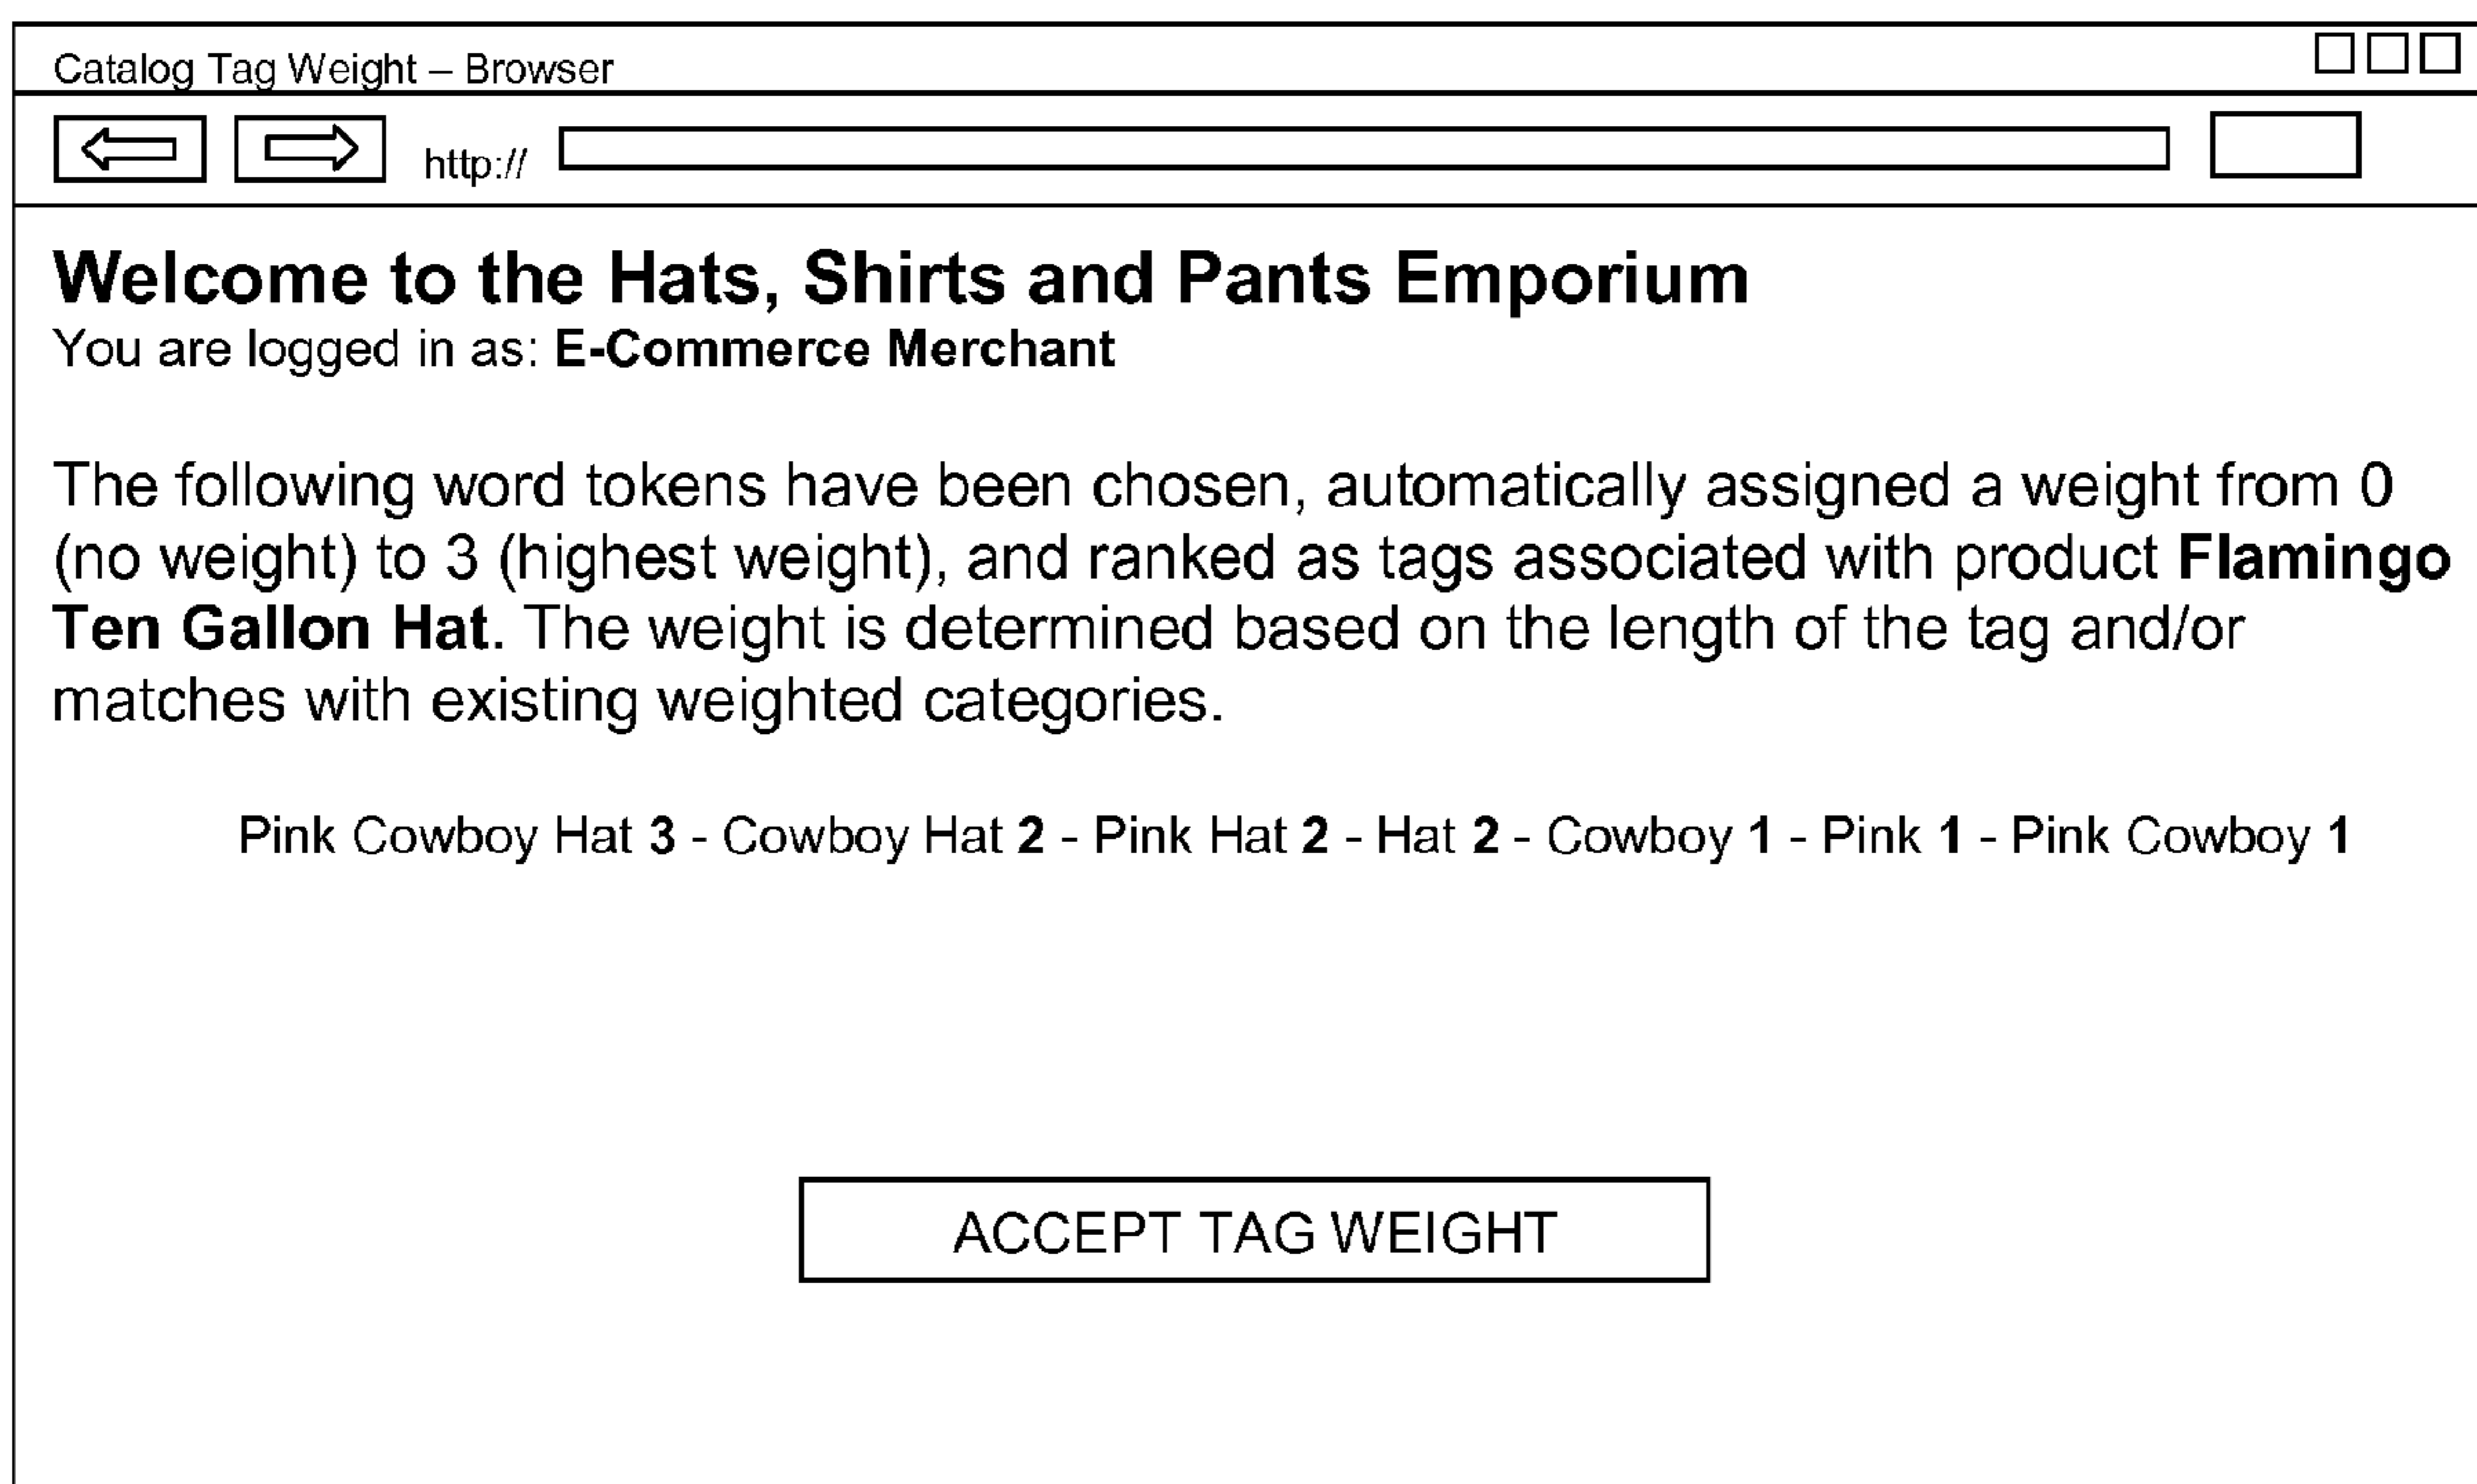 Catalog Tag Weight – Browser
http://
Welcome to the Hats, Shirts and Pants Emporium
You are logged in as: E-Commerce Merchant
The following word tokens have been chosen, automatically assigned a weight from 0
(no weight) to 3 (highest weight), and ranked as tags associated with product Flamingo
Ten Gallon Hat. The weight is determined based on the length of the tag and/or
matches with existing weighted categories.
Pink Cowboy Hat 3 - Cowboy Hat 2 - Pink Hat 2 - Hat 2 - Cowboy 1 - Pink 1 - Pink Cowboy 1
ACCEPT TAG WEIGHT